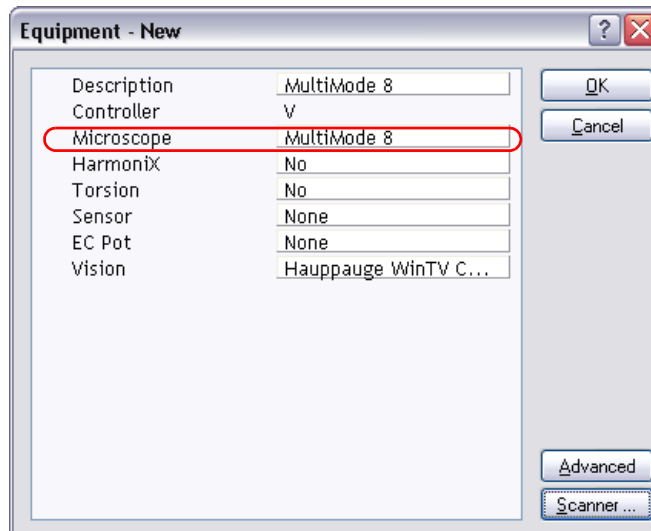 Equipment - New
Description MultiMode 8
Controller V
Microscope MultiMode 8
HarmoniX No
Torsion No
Sensor None
EC Pot None
Vision Hauppauge WinTV C...
OK
Cancel
Advanced
Scanner ...